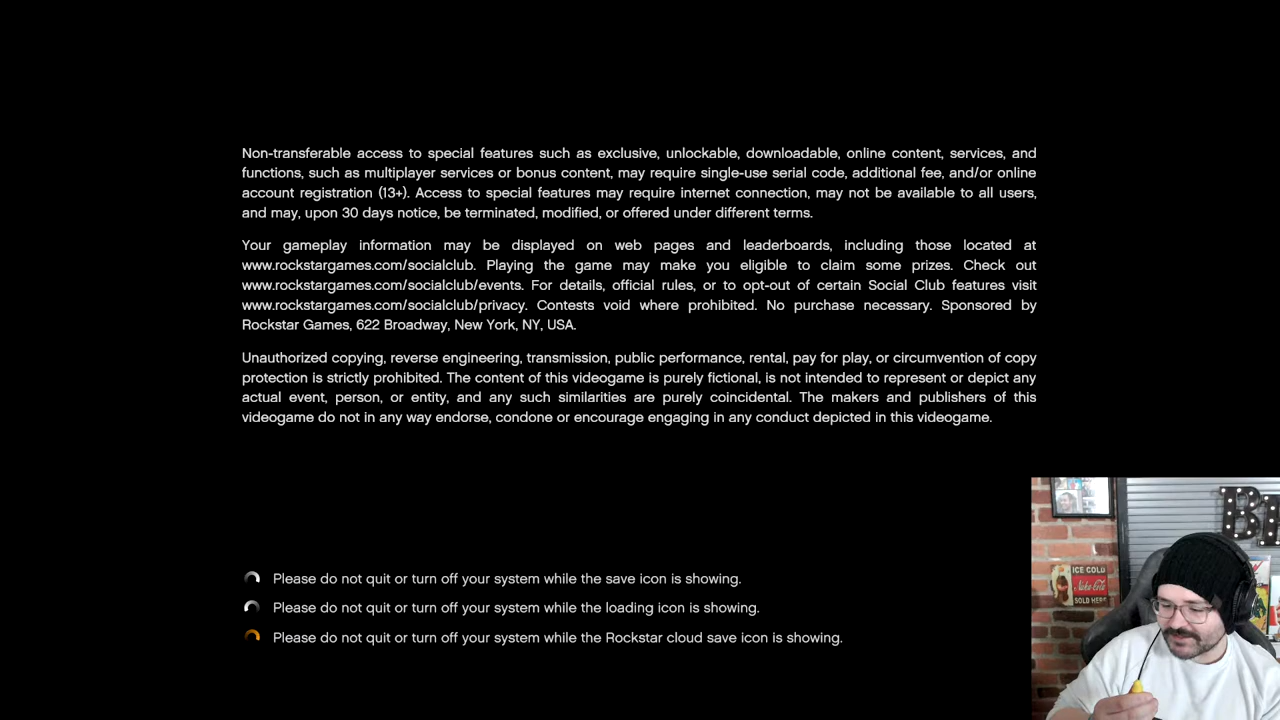 Non-transferable access to special features such as exclusive, unlockable, downloadable, online content, services, and
functions, such as multiplayer services or bonus content, may require single-use serial code, additional fee, and/or online
account registration (13+). Access to special features may require internet connection, may not be available to all users,
and may, upon 30 days notice, be terminated, modified, or offered under different terms.
Your gameplay information may be displayed on web pages and leaderboards, including those located at
www.rockstargames.com/socialclub. Playing the game may make you eligible to claim some prizes. Check out
www.rockstargames.com/socialclub/events. For details, official rules, or to opt-out of certain Social Club features visit
www.rockstargames.com/socialclub/privacy. Contests void where prohibited. No purchase necessary. Sponsored by
Rockstar Games, 622 Broadway, New York, NY, USA.
Unauthorized copying, reverse engineering, transmission, public performance, rental, pay for play, or circumvention of copy
protection is strictly prohibited. The content of this videogame is purely fictional, is not intended to represent or depict any
actual event, person, or entity, and any such similarities are purely coincidental. The makers and publishers of this
videogame do not in any way endorse, condone or encourage engaging in any conduct depicted in this videogame.
Please do not quit or turn off your system while the save icon is showing.
Please do not quit or turn off your system while the loading icon is showing.
Please do not quit or turn off your system while the Rockstar cloud save icon is showing.
ICE COLD
Nuka-Cola
SOLD HERE